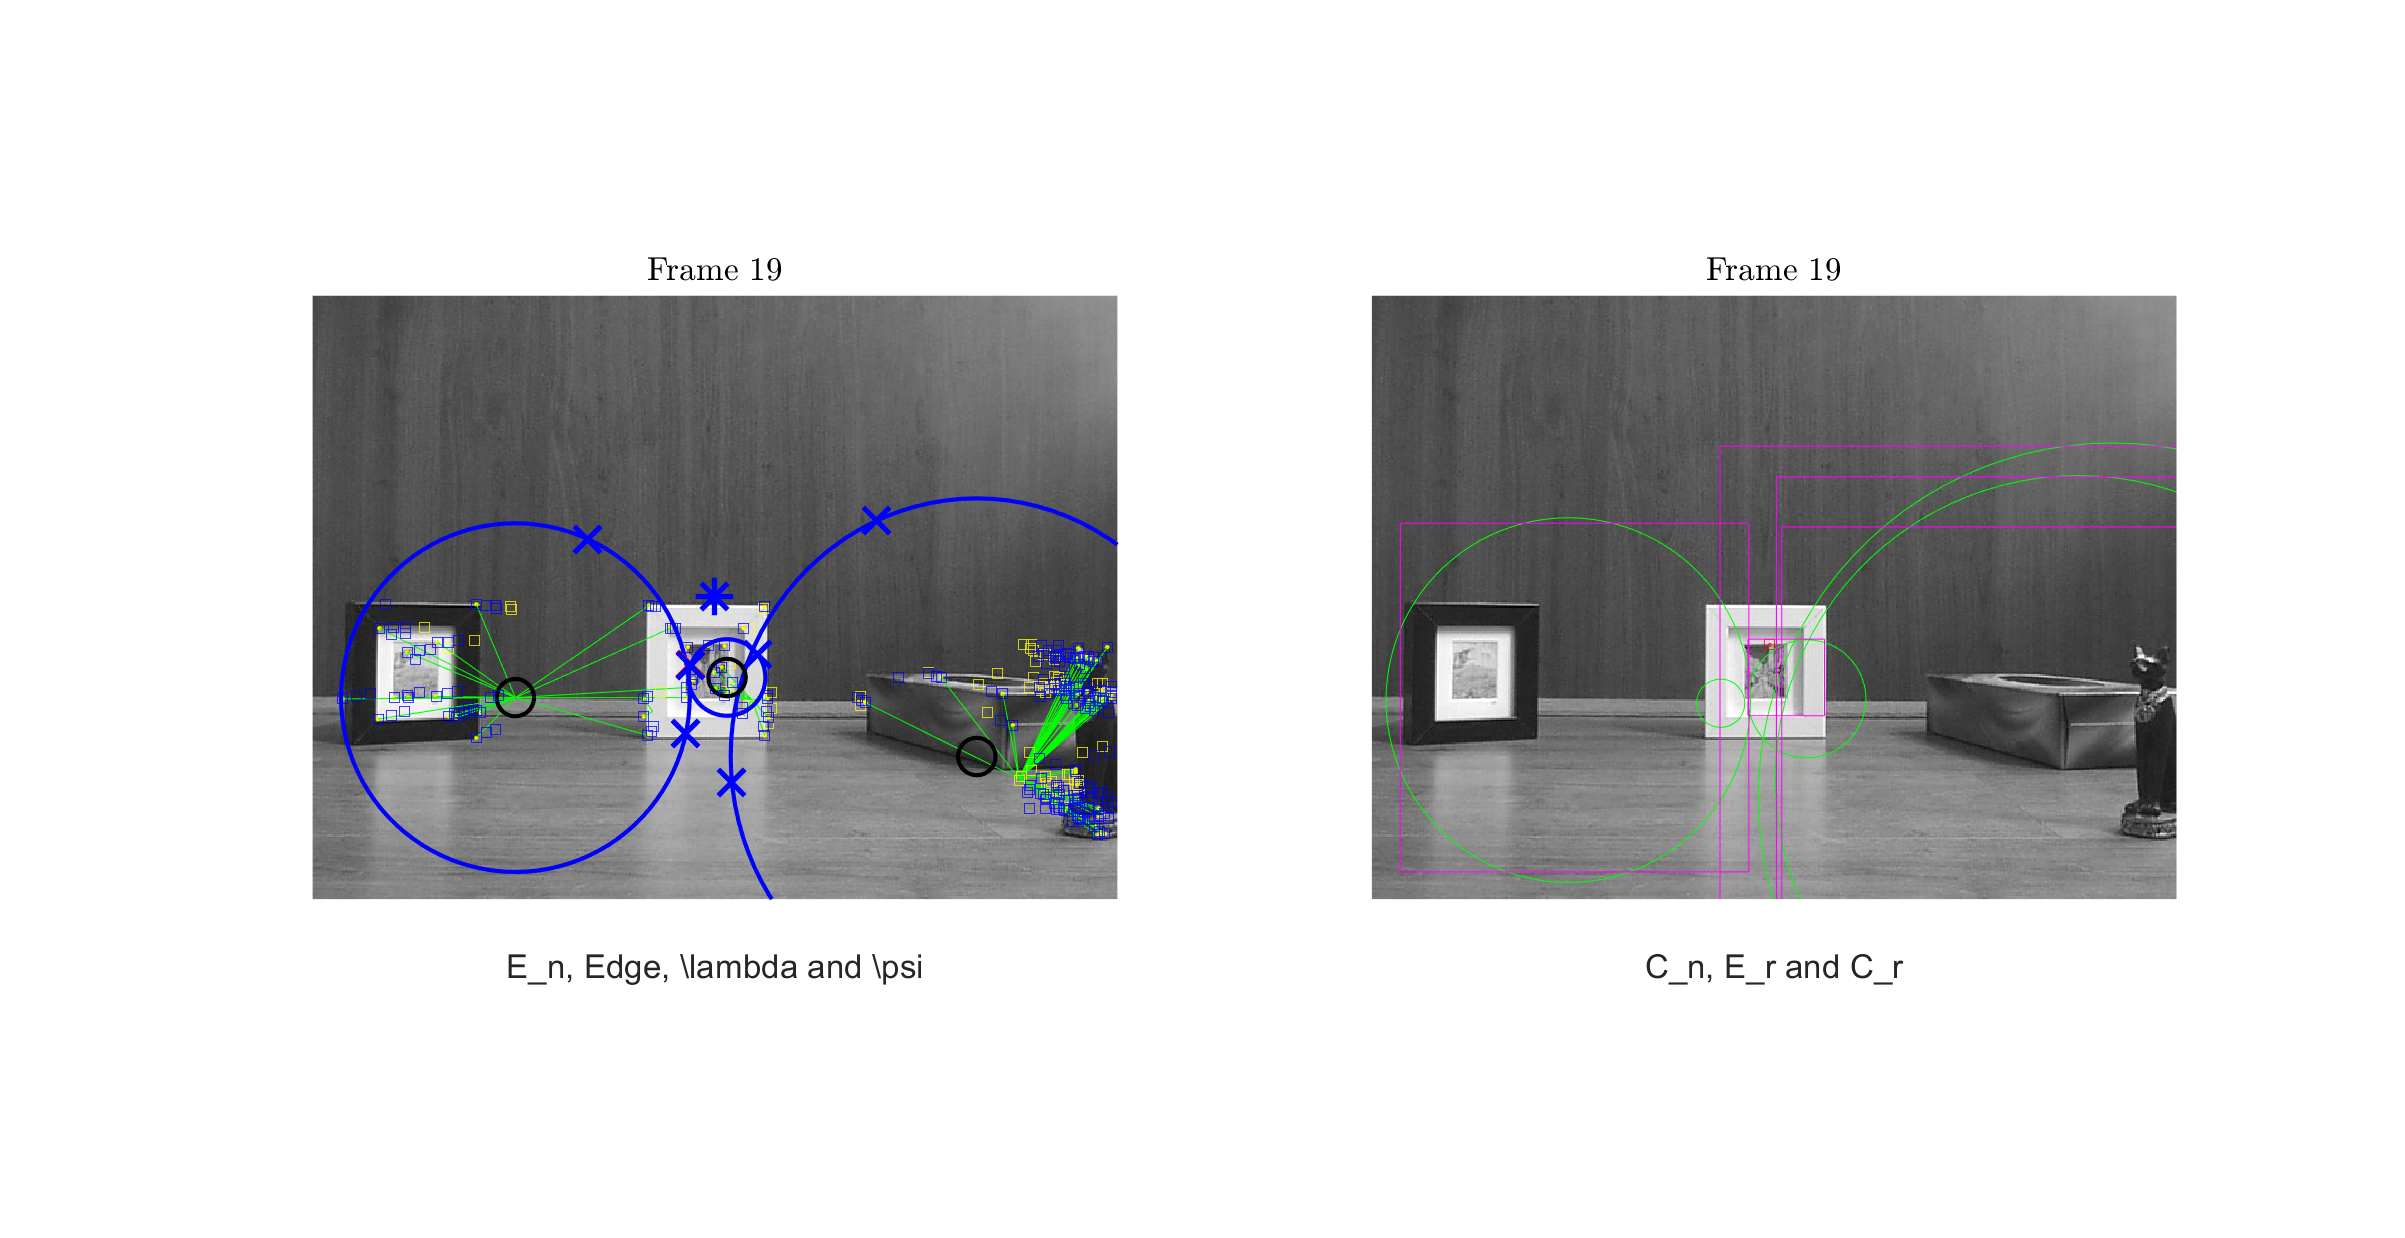 Frame 19
Frame 19
E_n, Edge, \lambda and \psi
C_n, E_r and C_r